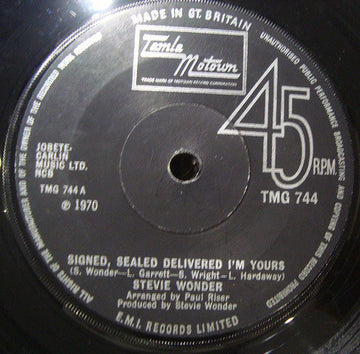 MADE IN GT. BRITAIN
UNAUTHORISED PUBLIC PERFORMANCE BROADCASTING AND COPYING OF THIS RECORD PROHIBITED
ALL RIGHTS OF THE MANUFACTURER AND OF THE OWNER OF THE RECORDED WORK RESERVED
Tamla
Motown
TRADE MARK OF MOTOWN RECORD CORPORATION
45
R.P.M.
JOBETE-
CARLIN
MUSIC LTD.
NCB
TMG 744 A
℗ 1970
TMG 744
SIGNED, SEALED DELIVERED I'M YOURS
(S. Wonder—L. Garrett—S. Wright—L. Hardaway)
STEVIE WONDER
Arranged by Paul Riser
Produced by Stevie Wonder
E.M.I. RECORDS LIMITED